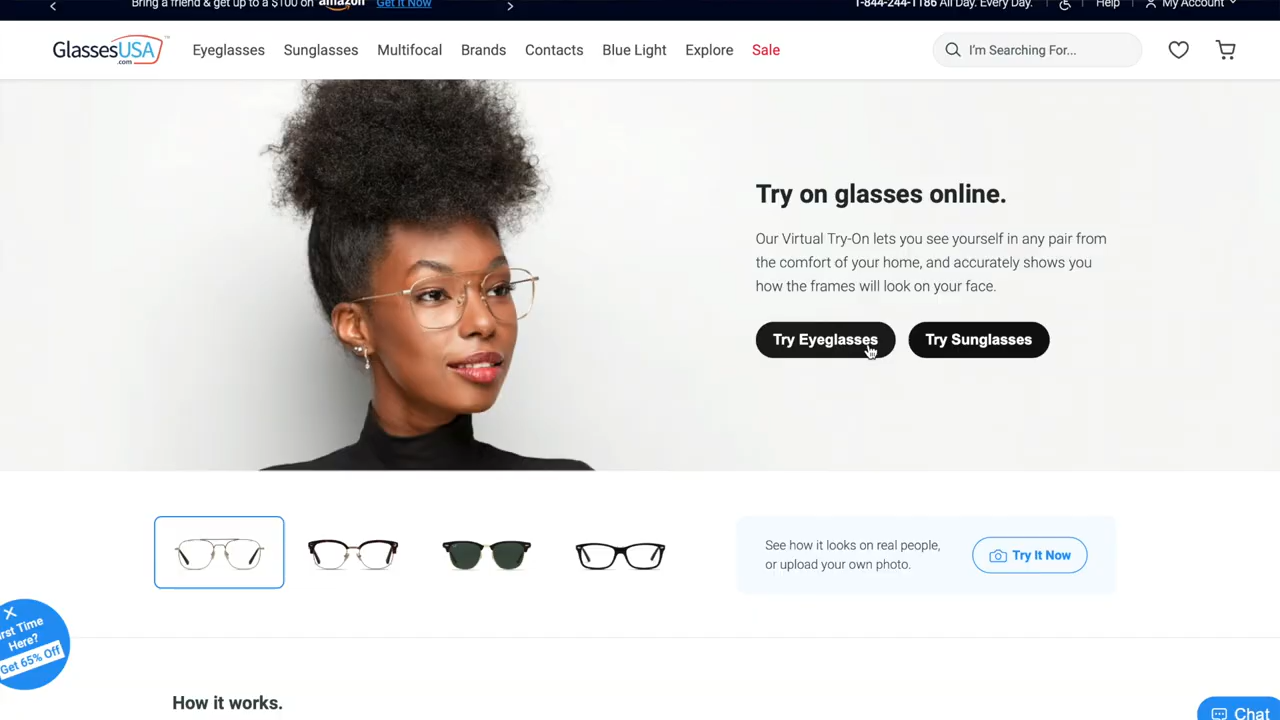 Bring a friend & get up to a $100 on amazon Get It Now
1-844-244-1186 All Day. Every Day.
Help
My Account
GlassesUSA.com™
Eyeglasses
Sunglasses
Multifocal
Brands
Contacts
Blue Light
Explore
Sale
I'm Searching For...
Try on glasses online.
Our Virtual Try-On lets you see yourself in any pair from
the comfort of your home, and accurately shows you
how the frames will look on your face.
Try Eyeglasses
Try Sunglasses
See how it looks on real people,
or upload your own photo.
Try It Now
First Time
Here?
Get 65% Off
How it works.
Chat